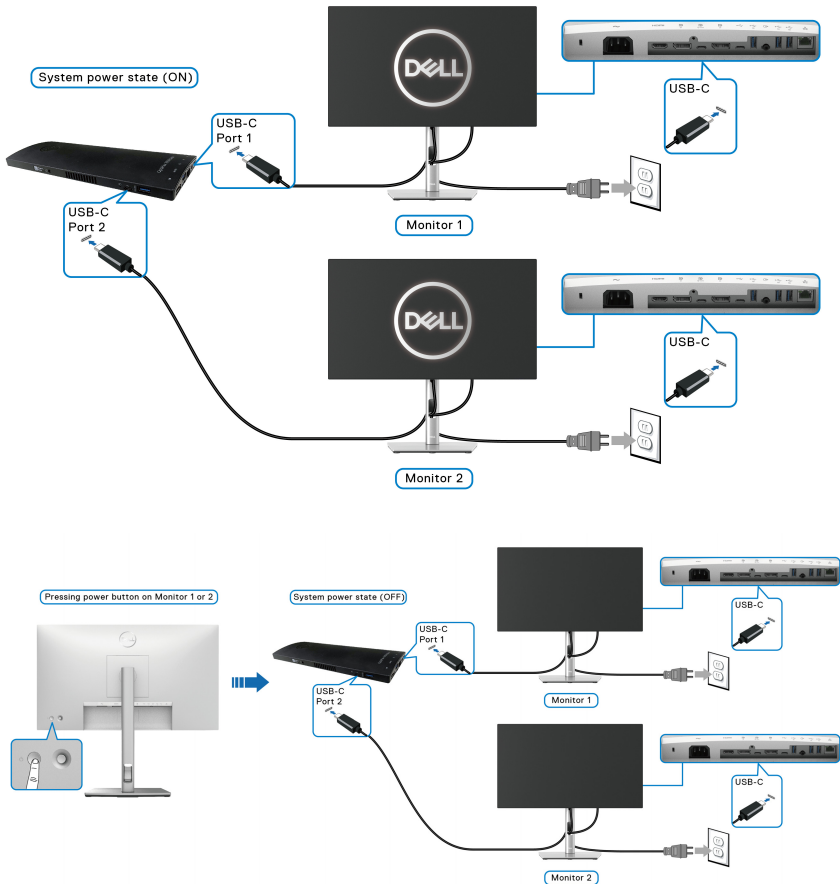 DELL
System power state (ON)
USB-C
Port 1
USB-C
USB-C
Port 2
Monitor 1
DELL
USB-C
Monitor 2
Pressing power button on Monitor 1 or 2
System power state (OFF)
USB-C
Port 1
USB-C
USB-C
Port 2
Monitor 1
USB-C
Monitor 2